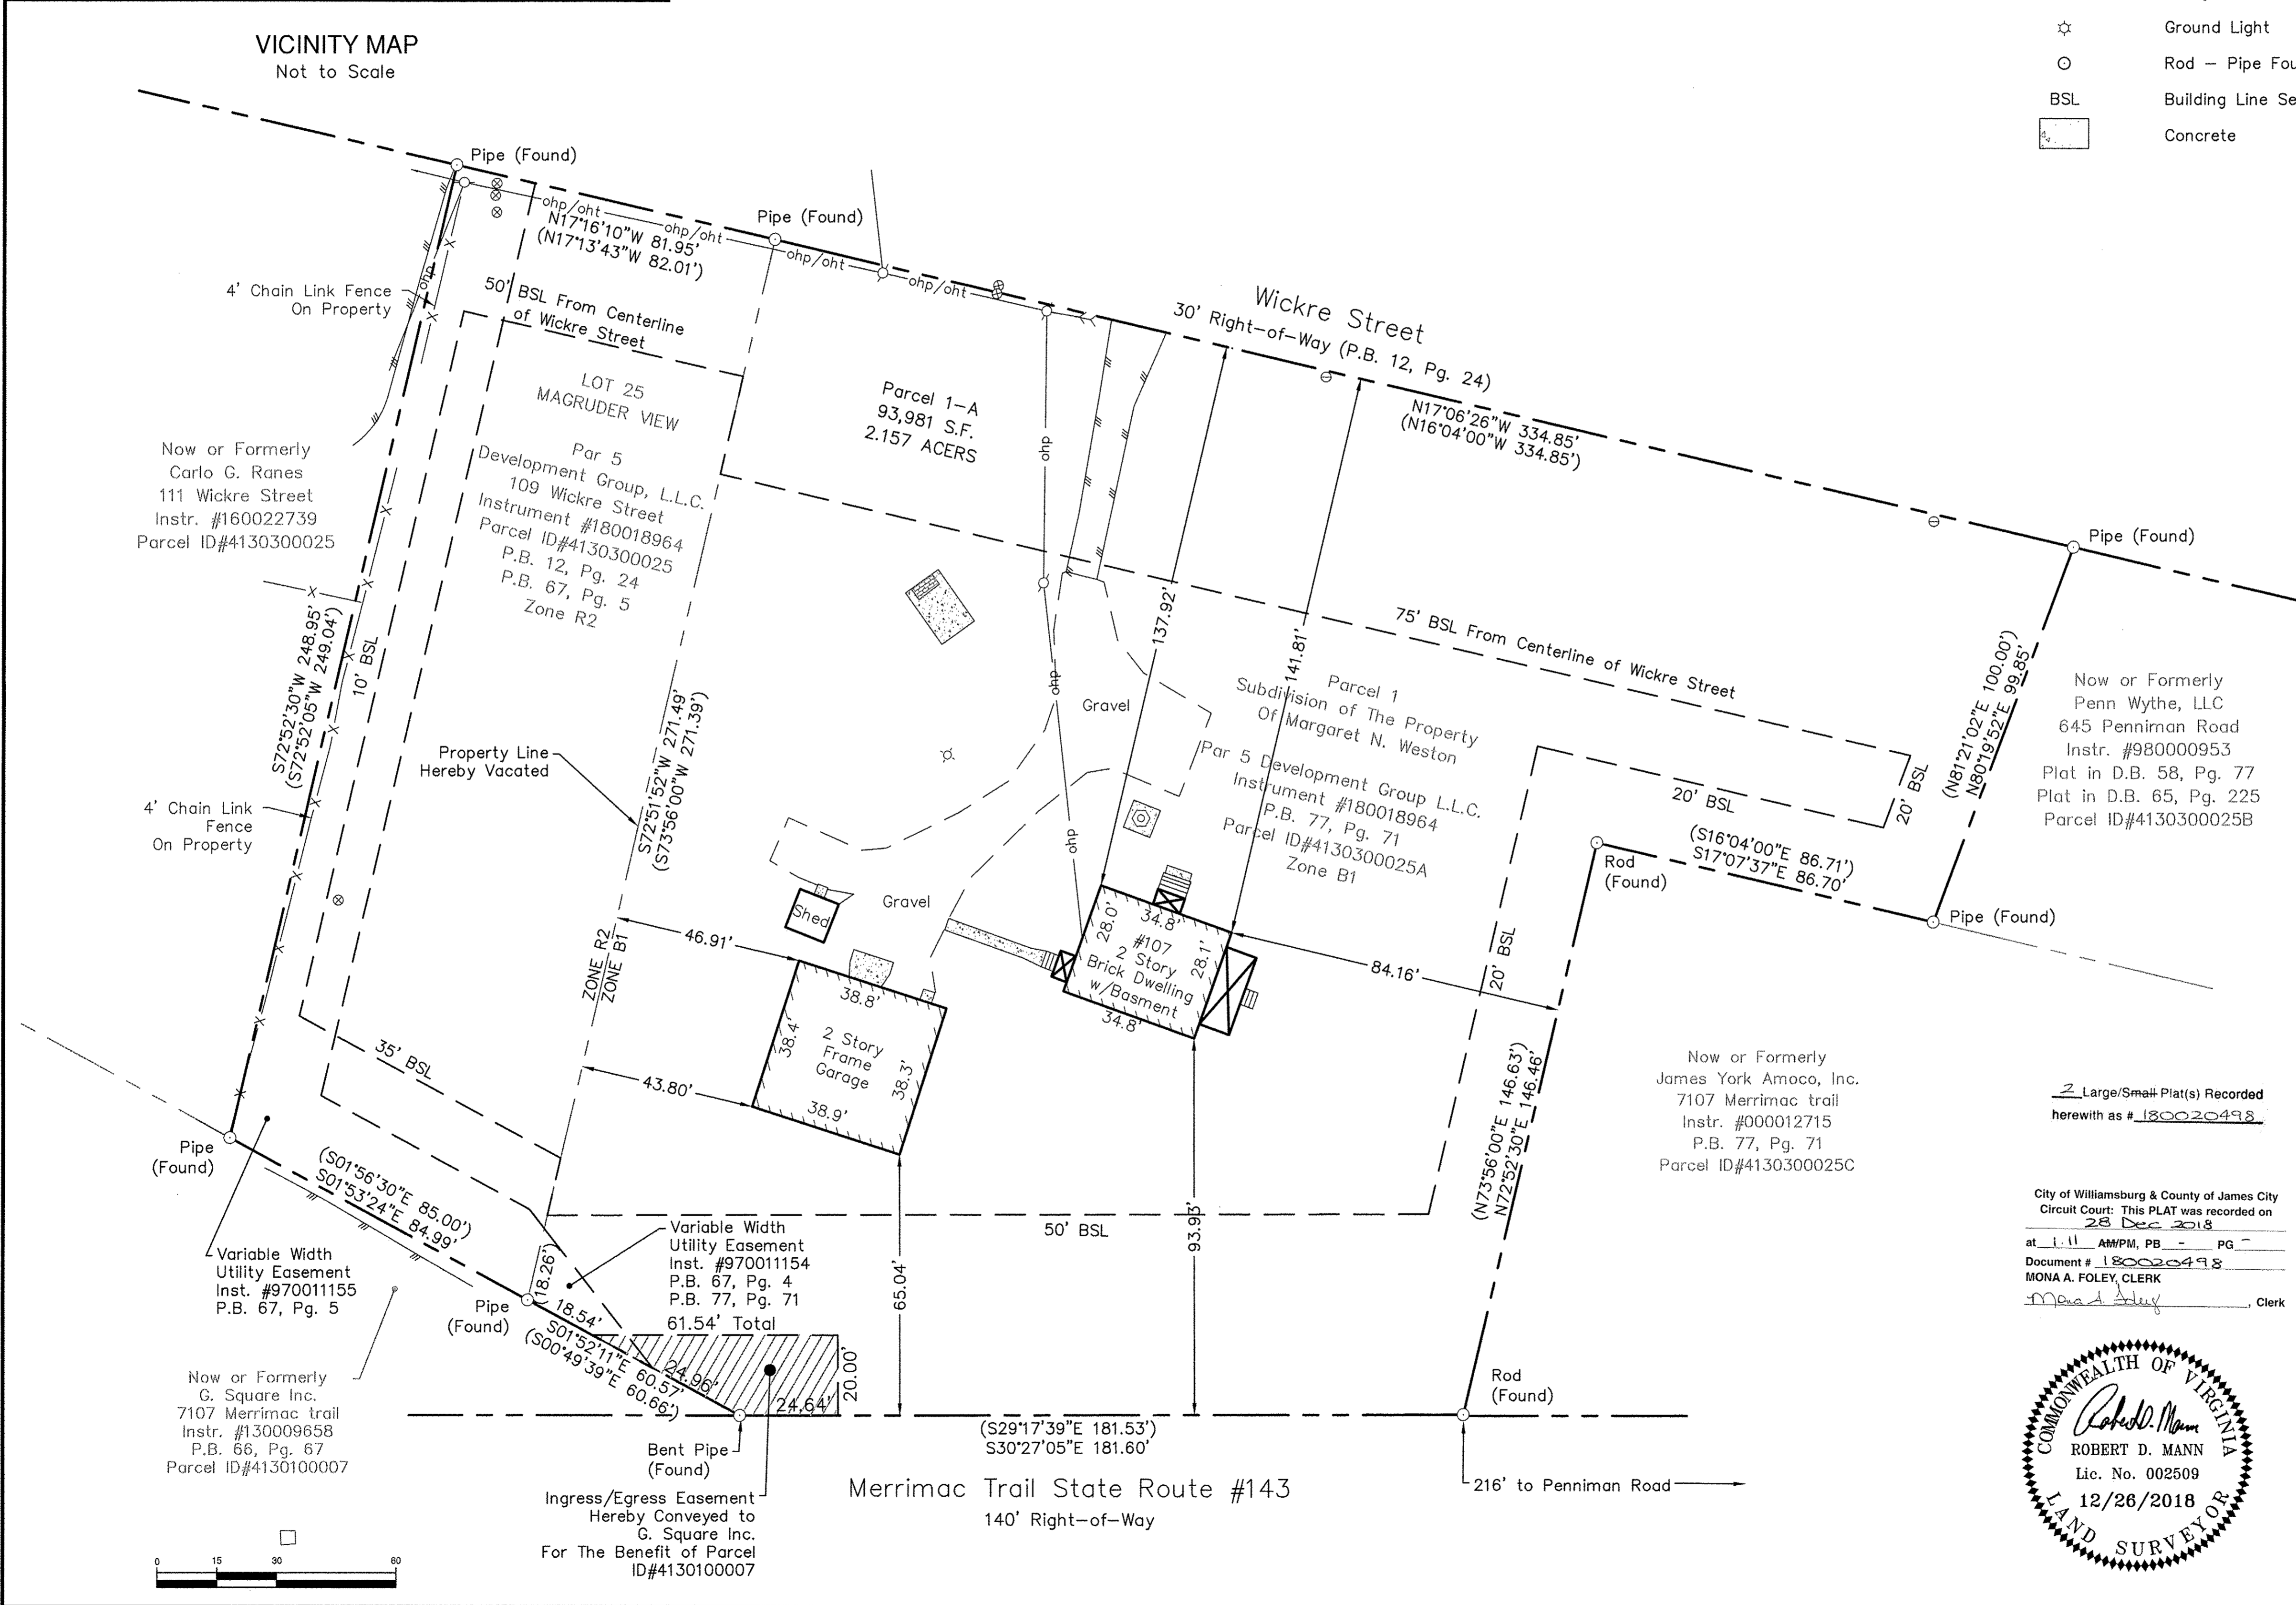 VICINITY MAP
Not to Scale
Ground Light
Rod – Pipe Fou
BSL
Building Line Se
Concrete
Pipe (Found)
ohp/oht
ohp/oht
N17°16'10"W 81.95'
(N17°13'43"W 82.01')
Pipe (Found)
ohp/oht
ohp/oht
ohp
4' Chain Link Fence
On Property
50' BSL From Centerline
of Wickre Street
Wickre Street
30' Right-of-Way (P.B. 12, Pg. 24)
N17°06'26"W 334.85'
(N16°04'00"W 334.85')
LOT 25
MAGRUDER VIEW
Par 5
Development Group, L.L.C.
109 Wickre Street
Instrument #180018964
Parcel ID#4130300025
P.B. 12, Pg. 24
P.B. 67, Pg. 5
Zone R2
Parcel 1-A
93,981 S.F.
2.157 ACERS
ohp
Now or Formerly
Carlo G. Ranes
111 Wickre Street
Instr. #160022739
Parcel ID#4130300025
Pipe (Found)
S72°52'30"W 248.95'
(S72°52'05"W 249.04')
10' BSL
137.92'
141.81'
75' BSL From Centerline of Wickre Street
(N81°21'02"E 100.00')
N80°19'52"E 99.85'
Now or Formerly
Penn Wythe, LLC
645 Penniman Road
Instr. #980000953
Plat in D.B. 58, Pg. 77
Plat in D.B. 65, Pg. 225
Parcel ID#4130300025B
ohp
Gravel
Parcel 1
Subdivision of The Property
Of Margaret N. Weston
Par 5 Development Group L.L.C.
Instrument #180018964
P.B. 77, Pg. 71
Parcel ID#4130300025A
Zone B1
Property Line
Hereby Vacated
S72°51'52"W 271.49'
(S73°56'00"W 271.39')
20' BSL
20' BSL
4' Chain Link
Fence
On Property
ohp
(S16°04'00"E 86.71')
S17°07'37"E 86.70'
Rod
(Found)
Pipe (Found)
Shed
Gravel
46.91'
ZONE R2
ZONE B1
34.8'
28.0'
#107
2 Story
Brick Dwelling
w/Basment
28.1'
34.8'
84.16'
20' BSL
38.8'
38.4'
2 Story
Frame
Garage
38.3'
38.9'
43.80'
35' BSL
(N73°56'00"E 146.63')
N72°52'30"E 146.46'
Now or Formerly
James York Amoco, Inc.
7107 Merrimac trail
Instr. #000012715
P.B. 77, Pg. 71
Parcel ID#4130300025C
2 Large/Small Plat(s) Recorded
herewith as # 180020498
Pipe
(Found)
(S01°56'30"E 85.00')
S01°53'24"E 84.99'
Variable Width
Utility Easement
Inst. #970011155
P.B. 67, Pg. 5
Variable Width
Utility Easement
Inst. #970011154
P.B. 67, Pg. 4
P.B. 77, Pg. 71
61.54' Total
50' BSL
93.93'
65.04'
(18.26')
Pipe
(Found)
18.54'
S01°52'11"E 60.57'
(S00°49'39"E 60.66')
24.96'
24.64'
20.00'
City of Williamsburg & County of James City
Circuit Court: This PLAT was recorded on
28 Dec 2018
at 1:11 AM/PM, PB - PG -
Document # 180020498
MONA A. FOLEY, CLERK
Mona A. Foley, Clerk
Now or Formerly
G. Square Inc.
7107 Merrimac trail
Instr. #130009658
P.B. 66, Pg. 67
Parcel ID#4130100007
Bent Pipe
(Found)
(S29°17'39"E 181.53')
S30°27'05"E 181.60'
Rod
(Found)
Merrimac Trail State Route #143
140' Right-of-Way
216' to Penniman Road
Ingress/Egress Easement
Hereby Conveyed to
G. Square Inc.
For The Benefit of Parcel
ID#4130100007
0 15 30 60
COMMONWEALTH OF VIRGINIA
Robert D. Mann
ROBERT D. MANN
Lic. No. 002509
12/26/2018
LAND SURVEYOR